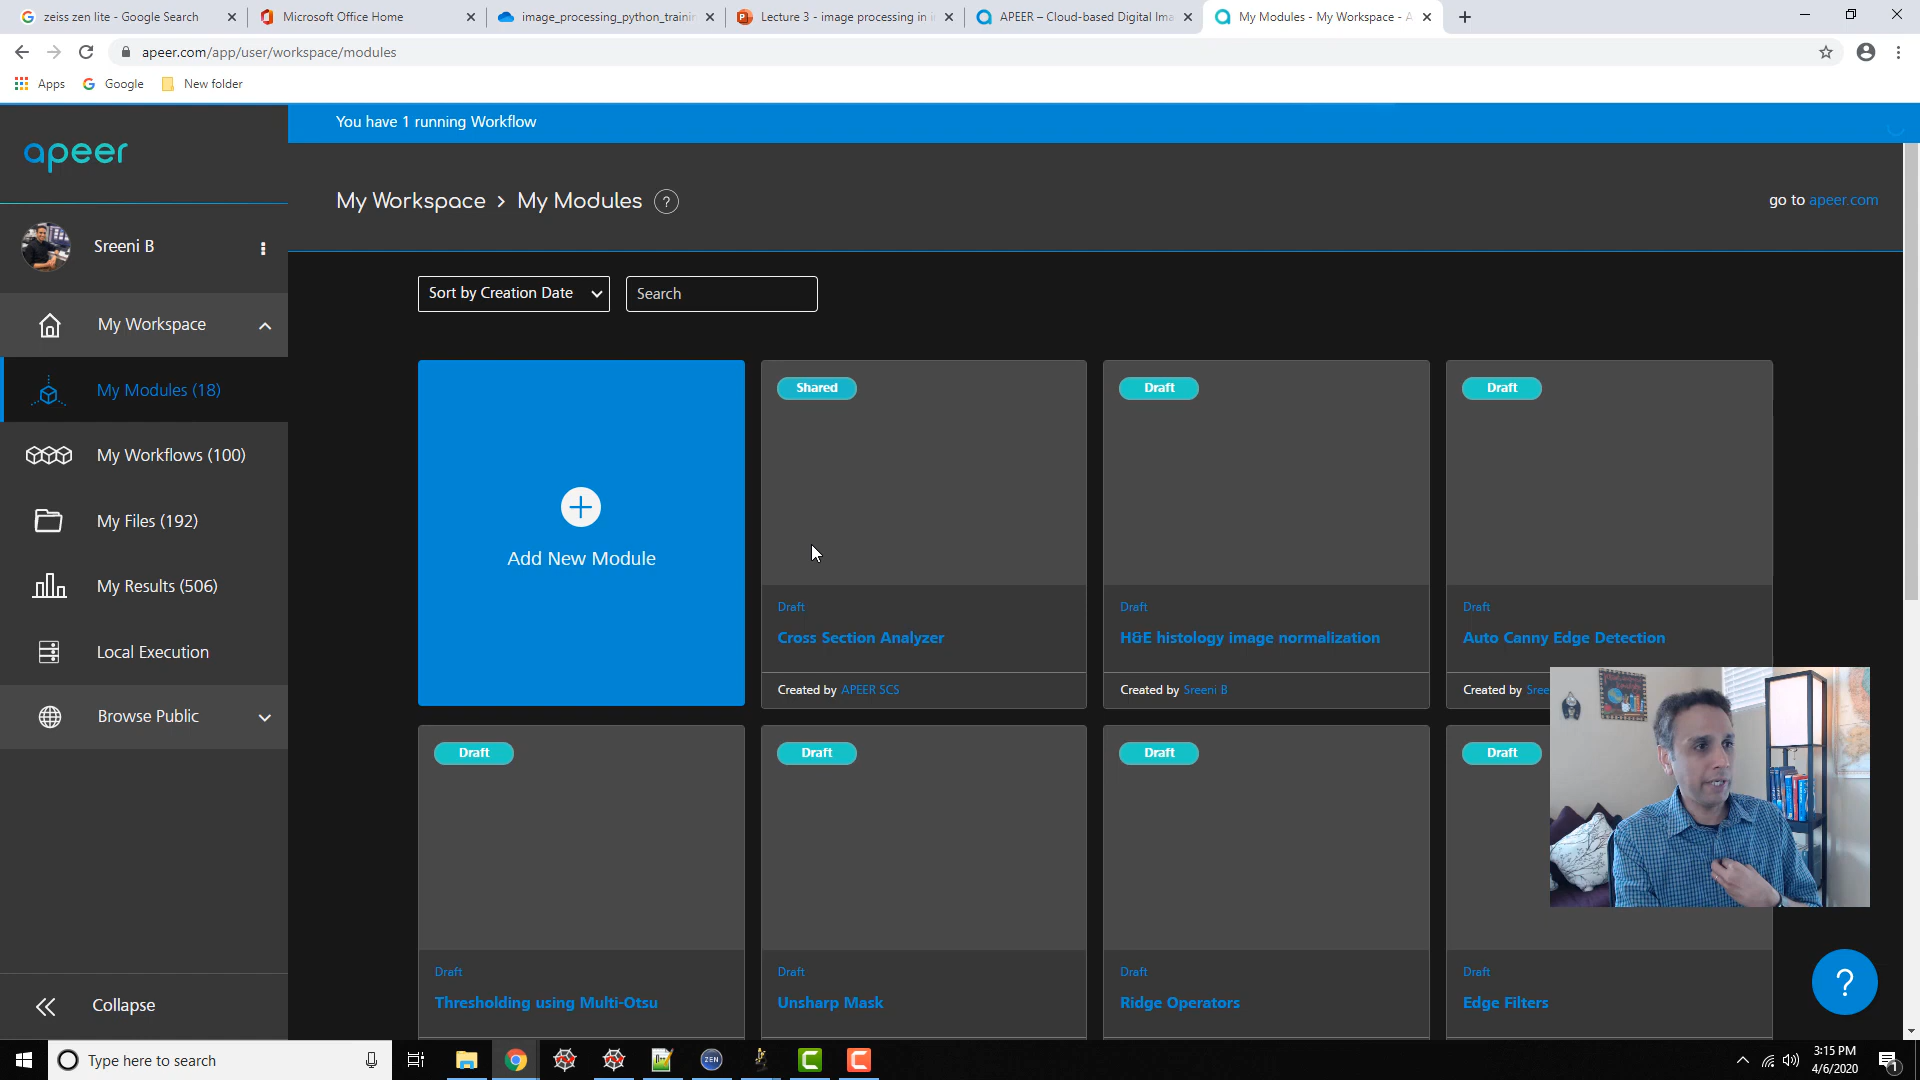 zeiss zen lite - Google Search
Microsoft Office Home
image_processing_python_trainin
Lecture 3 - image processing in i
APEER – Cloud-based Digital Ima
My Modules - My Workspace - A
apeer.com/app/user/workspace/modules
Apps
Google
New folder
You have 1 running Workflow
apeer
My Workspace > My Modules ?
go to apeer.com
Sreeni B
Sort by Creation Date
Search
My Workspace
My Modules (18)
My Workflows (100)
My Files (192)
My Results (506)
Local Execution
Browse Public
Collapse
Add New Module
Shared
Draft
Cross Section Analyzer
Created by APEER SCS
Draft
Draft
H&E histology image normalization
Created by Sreeni B
Draft
Draft
Auto Canny Edge Detection
Created by Sree
Draft
Draft
Thresholding using Multi-Otsu
Draft
Draft
Unsharp Mask
Draft
Draft
Ridge Operators
Draft
Draft
Edge Filters
?
Type here to search
ZEN
3:15 PM
4/6/2020
1